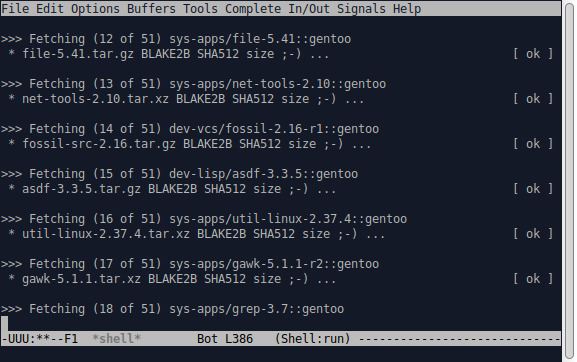 File Edit Options Buffers Tools Complete In/Out Signals Help
>>> Fetching (12 of 51) sys-apps/file-5.41::gentoo
* file-5.41.tar.gz BLAKE2B SHA512 size ;-) ... [ ok ]
>>> Fetching (13 of 51) sys-apps/net-tools-2.10::gentoo
* net-tools-2.10.tar.xz BLAKE2B SHA512 size ;-) ... [ ok ]
>>> Fetching (14 of 51) dev-vcs/fossil-2.16-r1::gentoo
* fossil-src-2.16.tar.gz BLAKE2B SHA512 size ;-) ... [ ok ]
>>> Fetching (15 of 51) dev-lisp/asdf-3.3.5::gentoo
* asdf-3.3.5.tar.gz BLAKE2B SHA512 size ;-) ... [ ok ]
>>> Fetching (16 of 51) sys-apps/util-linux-2.37.4::gentoo
* util-linux-2.37.4.tar.xz BLAKE2B SHA512 size ;-) ... [ ok ]
>>> Fetching (17 of 51) sys-apps/gawk-5.1.1-r2::gentoo
* gawk-5.1.1.tar.xz BLAKE2B SHA512 size ;-) ... [ ok ]
>>> Fetching (18 of 51) sys-apps/grep-3.7::gentoo
-UUU:**--F1 *shell* Bot L386 (Shell:run) -----------------------------